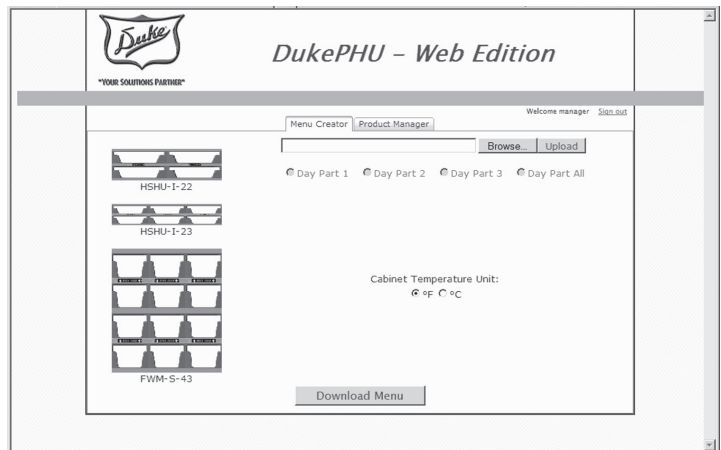 Duke
DukePHU – Web Edition
"YOUR SOLUTIONS PARTNER"
Welcome manager Sign out
Menu Creator Product Manager
Browse... Upload
Day Part 1 Day Part 2 Day Part 3 Day Part All
HSHU-I-22
HSHU-I-23
Cabinet Temperature Unit:
ºF ºC
FWM-S-43
Download Menu